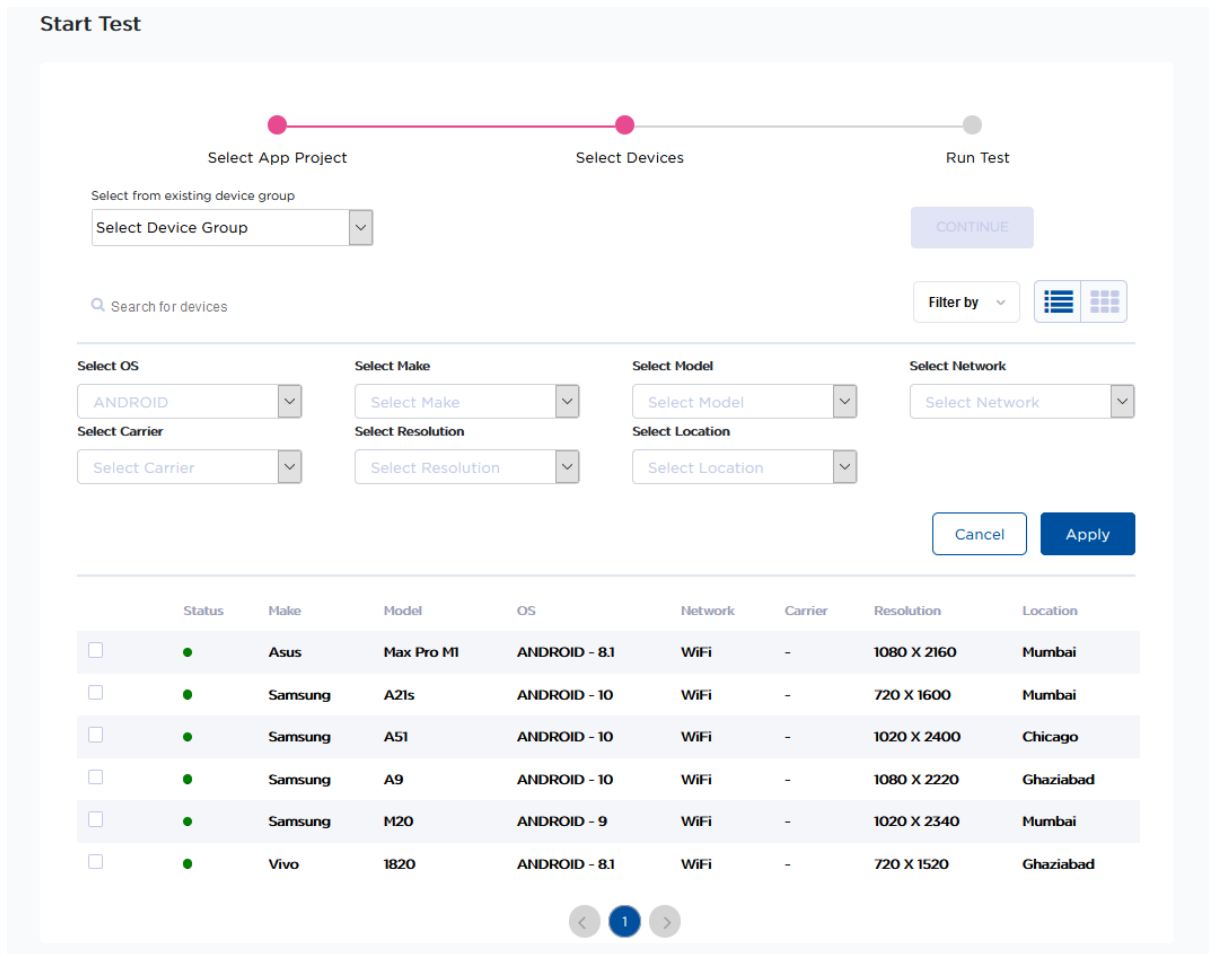 Start Test
Select App Project Select Devices Run Test
Select from existing device group
Select Device Group CONTINUE
Search for devices Filter by
Select OS Select Make Select Model Select Network
ANDROID Select Make Select Model Select Network
Select Carrier Select Resolution Select Location
Select Carrier Select Resolution Select Location
Cancel Apply
Status Make Model OS Network Carrier Resolution Location
Asus Max Pro M1 ANDROID - 8.1 WiFi - 1080 X 2160 Mumbai
Samsung A21s ANDROID - 10 WiFi - 720 X 1600 Mumbai
Samsung A51 ANDROID - 10 WiFi - 1020 X 2400 Chicago
Samsung A9 ANDROID - 10 WiFi - 1080 X 2220 Ghaziabad
Samsung M20 ANDROID - 9 WiFi - 1020 X 2340 Mumbai
Vivo 1820 ANDROID - 8.1 WiFi - 720 X 1520 Ghaziabad
1